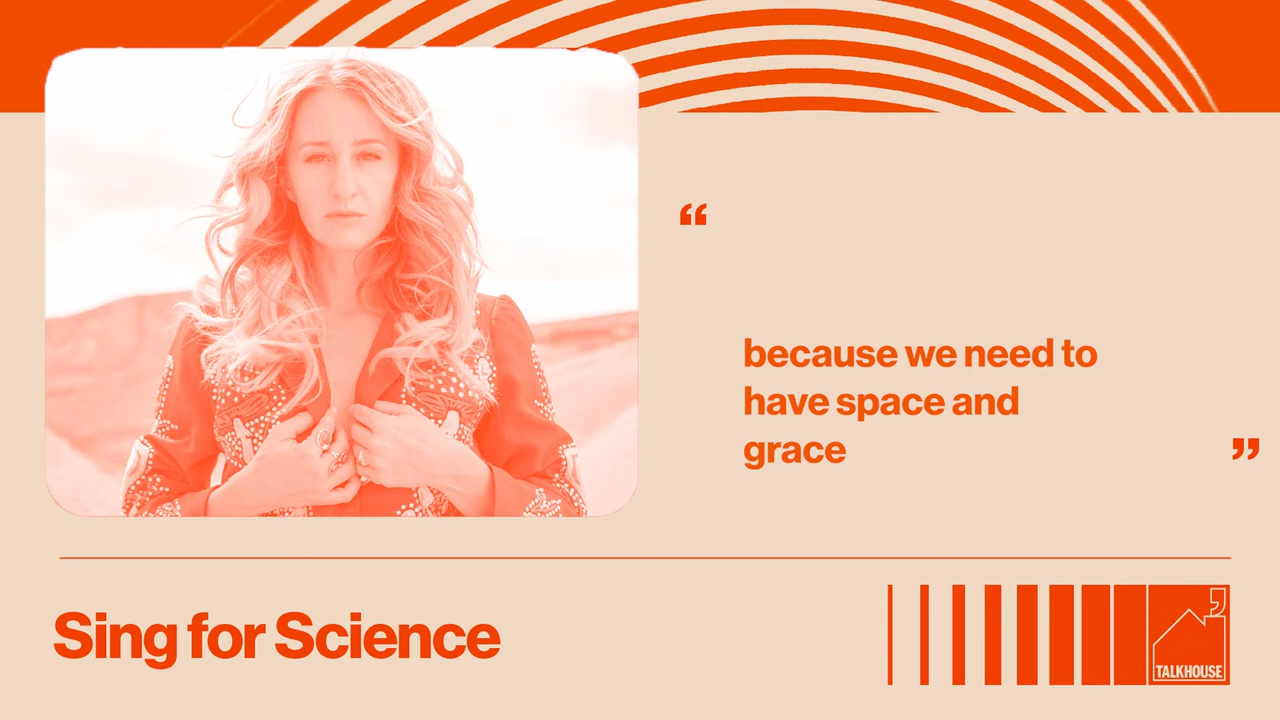 “
because we need to
have space and
grace
”
Sing for Science
TALKHOUSE